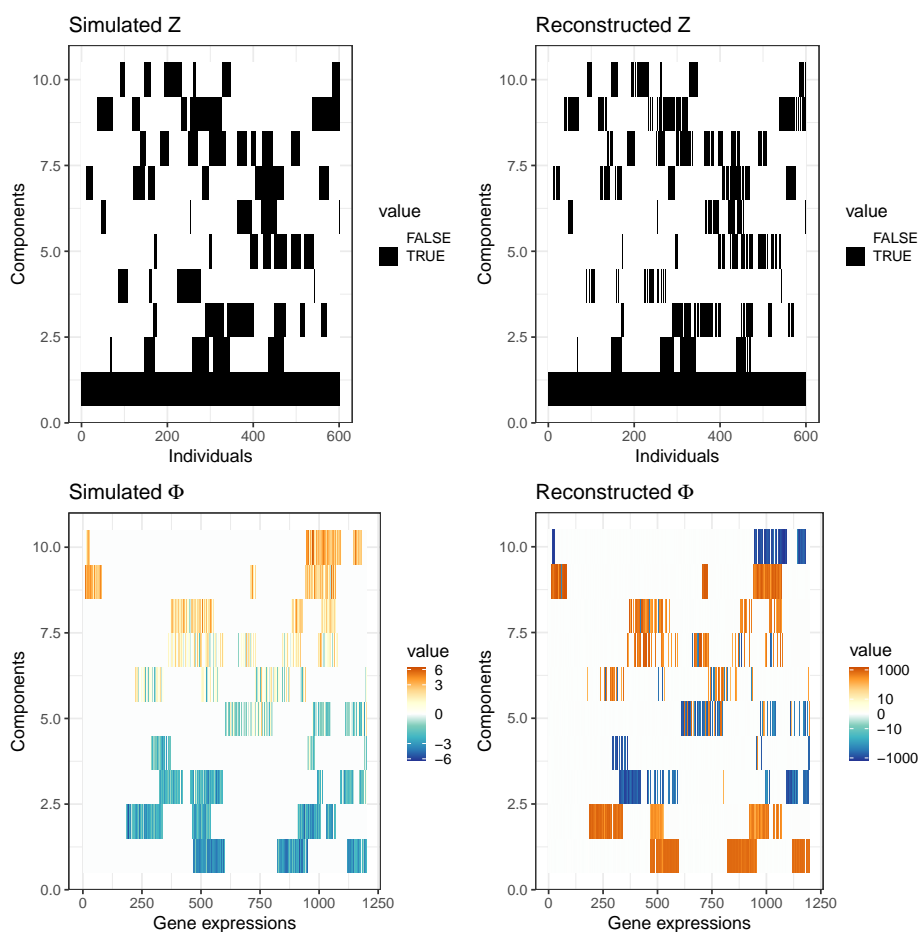 Simulated Z
10.0
7.5
5.0
2.5
0.0
Components
0
200
400
600
Individuals
value
FALSE
TRUE
Reconstructed Z
10.0
7.5
5.0
2.5
0.0
Components
0
200
400
600
Individuals
value
FALSE
TRUE
Simulated Φ
10.0
7.5
5.0
2.5
0.0
Components
0
250
500
750
1000
1250
Gene expressions
value
6
3
0
−3
−6
Reconstructed Φ
10.0
7.5
5.0
2.5
0.0
Components
0
250
500
750
1000
1250
Gene expressions
value
1000
10
0
−10
−1000